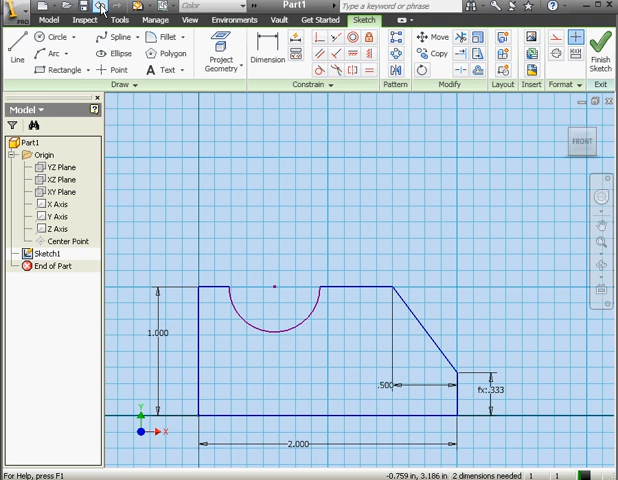 Color
Part1
Type a keyword or phrase
PRO
Model Inspect Tools Manage View Environments Vault Get Started Sketch
Line
Circle
Arc
Rectangle
Spline
Ellipse
Point
Fillet
Polygon
Text
Project
Geometry
Dimension
Move
Copy
Finish
Sketch
Draw Constrain Pattern Modify Layout Insert Format Exit
Model
Part1
Origin
YZ Plane
XZ Plane
XY Plane
X Axis
Y Axis
Z Axis
Center Point
Sketch1
End of Part
FRONT
1.000
.500
fx:.333
2.000
Y
X
For Help, press F1
-0.759 in, 3.186 in 2 dimensions needed 1 1